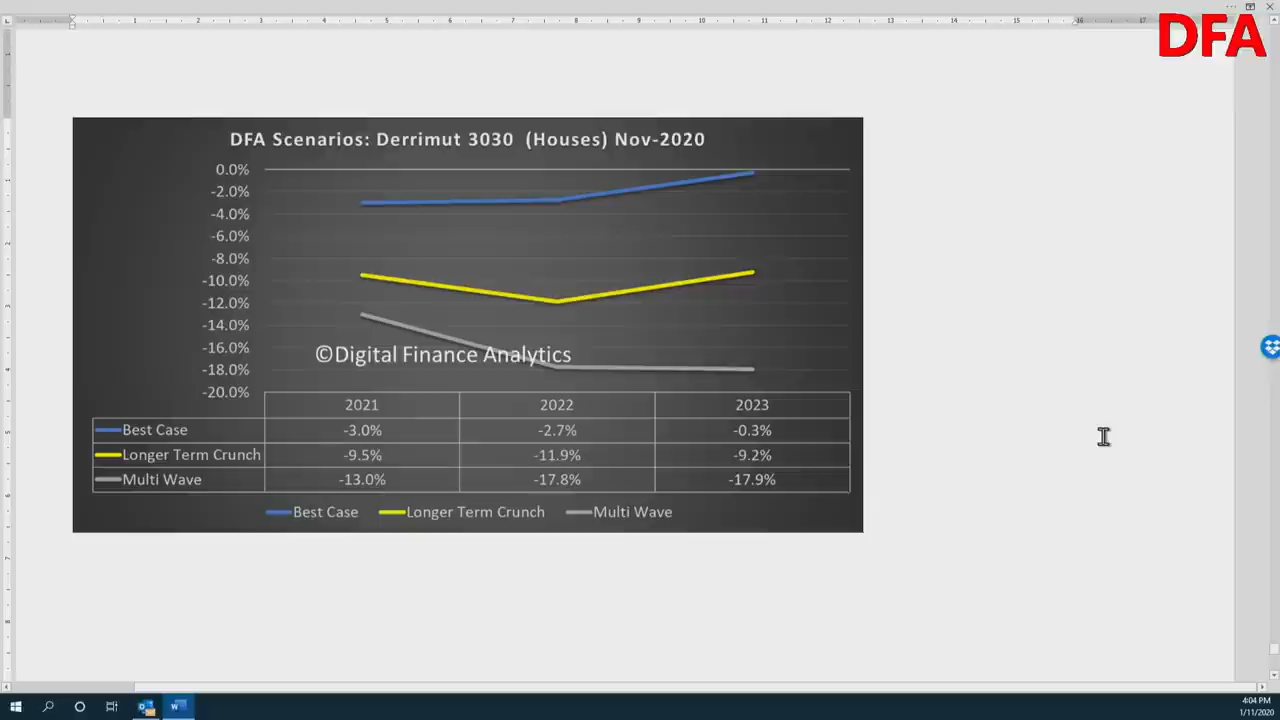 DFA
DFA Scenarios: Derrimut 3030 (Houses) Nov-2020
0.0%
-2.0%
-4.0%
-6.0%
-8.0%
-10.0%
-12.0%
-14.0%
-16.0%
-18.0%
-20.0%
©Digital Finance Analytics
2021 2022 2023
Best Case -3.0% -2.7% -0.3%
Longer Term Crunch -9.5% -11.9% -9.2%
Multi Wave -13.0% -17.8% -17.9%
Best Case Longer Term Crunch Multi Wave
4:04 PM
1/11/2020